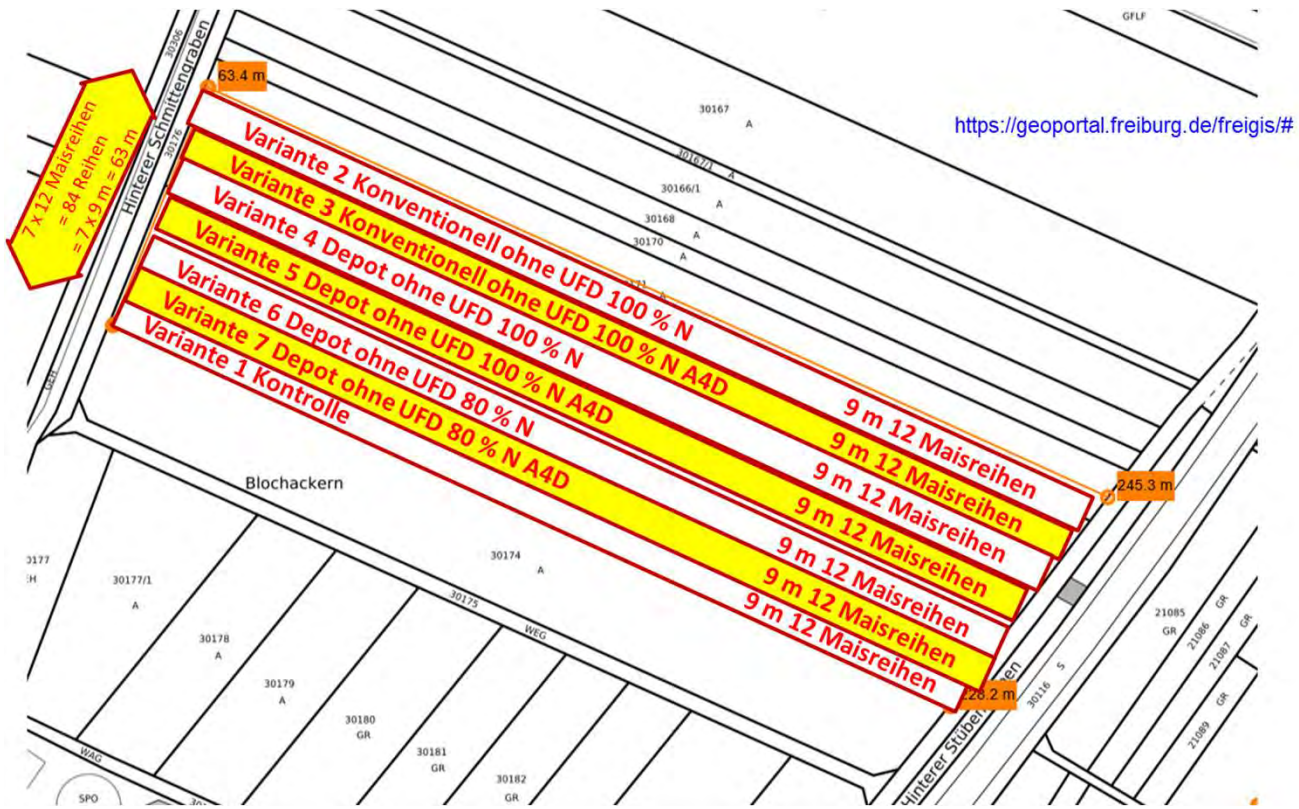 GFLF
30306
Hinterer Schmittengraben
63.4 m
30167
A
https://geoportal.freiburg.de/freigis/#
7 x 12 Maisreihen
= 84 Reihen
= 7 x 9 m = 63 m
30176
30167/1
A
30166/1
A
30168
A
30170
A
A
Variante 2 Konventionell ohne UFD 100 % N
9 m 12 Maisreihen
Variante 3 Konventionell ohne UFD 100 % N A4D
9 m 12 Maisreihen
Variante 4 Depot ohne UFD 100 % N
9 m 12 Maisreihen
Variante 5 Depot ohne UFD 100 % N A4D
9 m 12 Maisreihen
Variante 6 Depot ohne UFD 80 % N
9 m 12 Maisreihen
Variante 7 Depot ohne UFD 80 % N A4D
9 m 12 Maisreihen
Variante 1 Kontrolle
9 m 12 Maisreihen
245.3 m
GEH
Blochackern
30174
A
30175
WEG
30177/1
A
30178
A
30179
A
30180
GR
30181
GR
30182
GR
30116
S
21085
GR
21086
GR
21087
GR
21089
GR
Hinterer
WAG
SPO